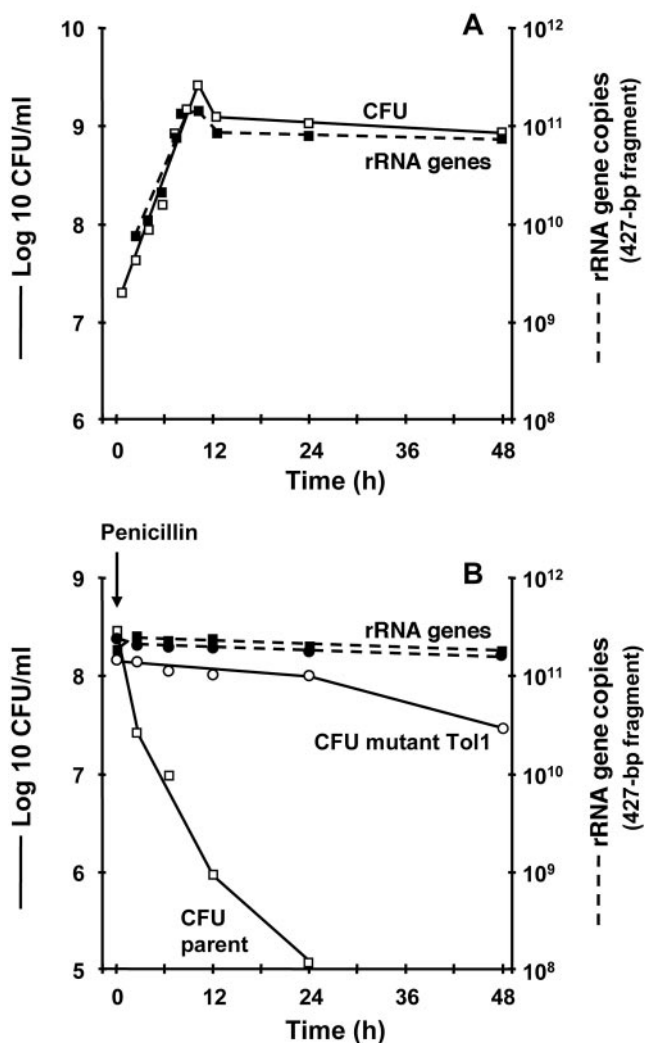 A
10
9
8
7
6
Log 10 CFU/ml
CFU
rRNA genes
10¹²
10¹¹
10¹⁰
10⁹
10⁸
rRNA gene copies
(427-bp fragment)
0 12 24 36 48
Time (h)
Penicillin
B
9
8
7
6
5
Log 10 CFU/ml
rRNA genes
CFU mutant Tol1
CFU
parent
10¹²
10¹¹
10¹⁰
10⁹
10⁸
rRNA gene copies
(427-bp fragment)
0 12 24 36 48
Time (h)